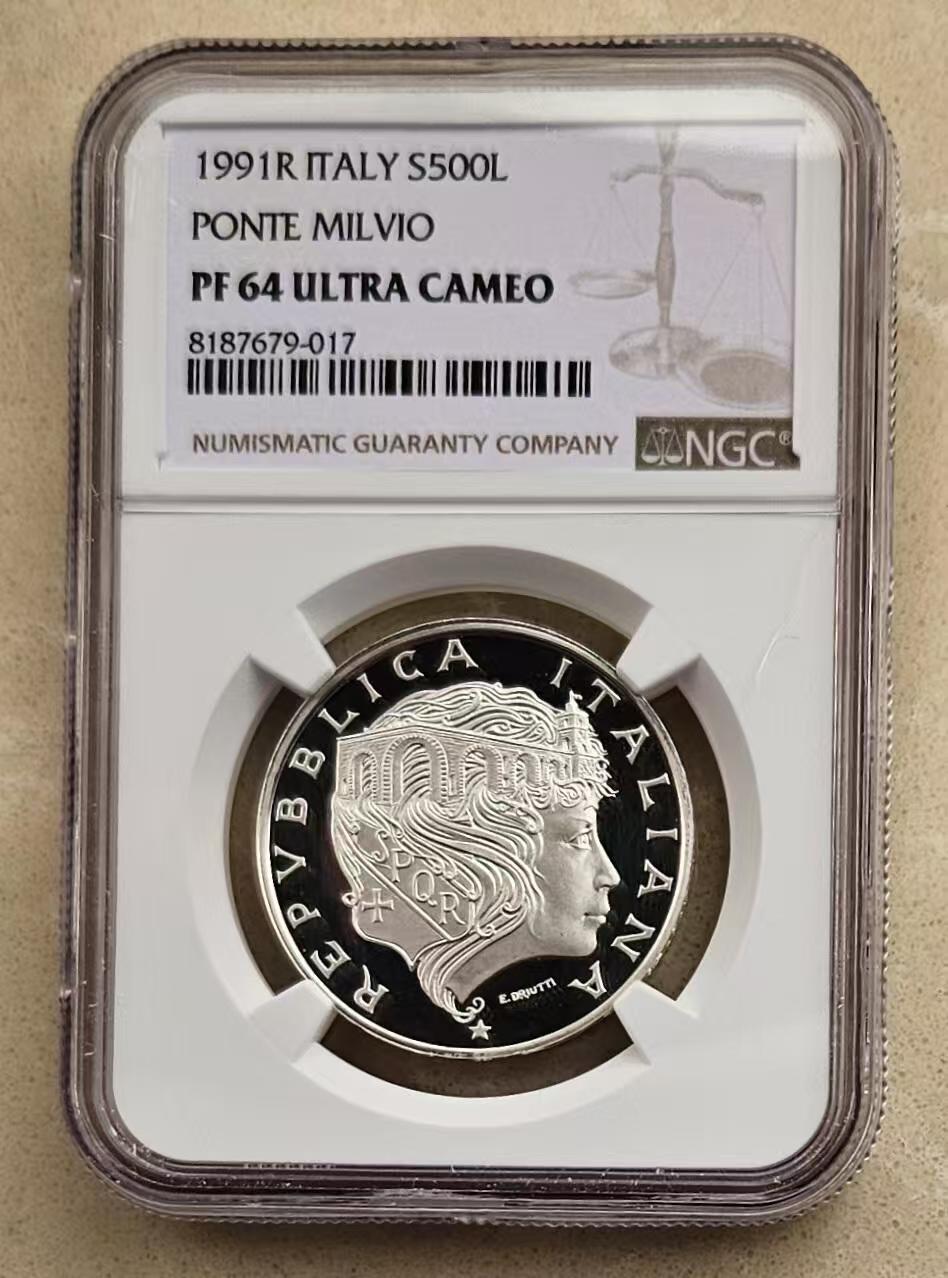 1991R ITALY S500L
PONTE MILVIO
PF 64 ULTRA CAMEO
8187679-017
NUMISMATIC GUARANTY COMPANY
NGC®
REPVBBLICA ITALIANA
SPQR
E. DRIUTTI